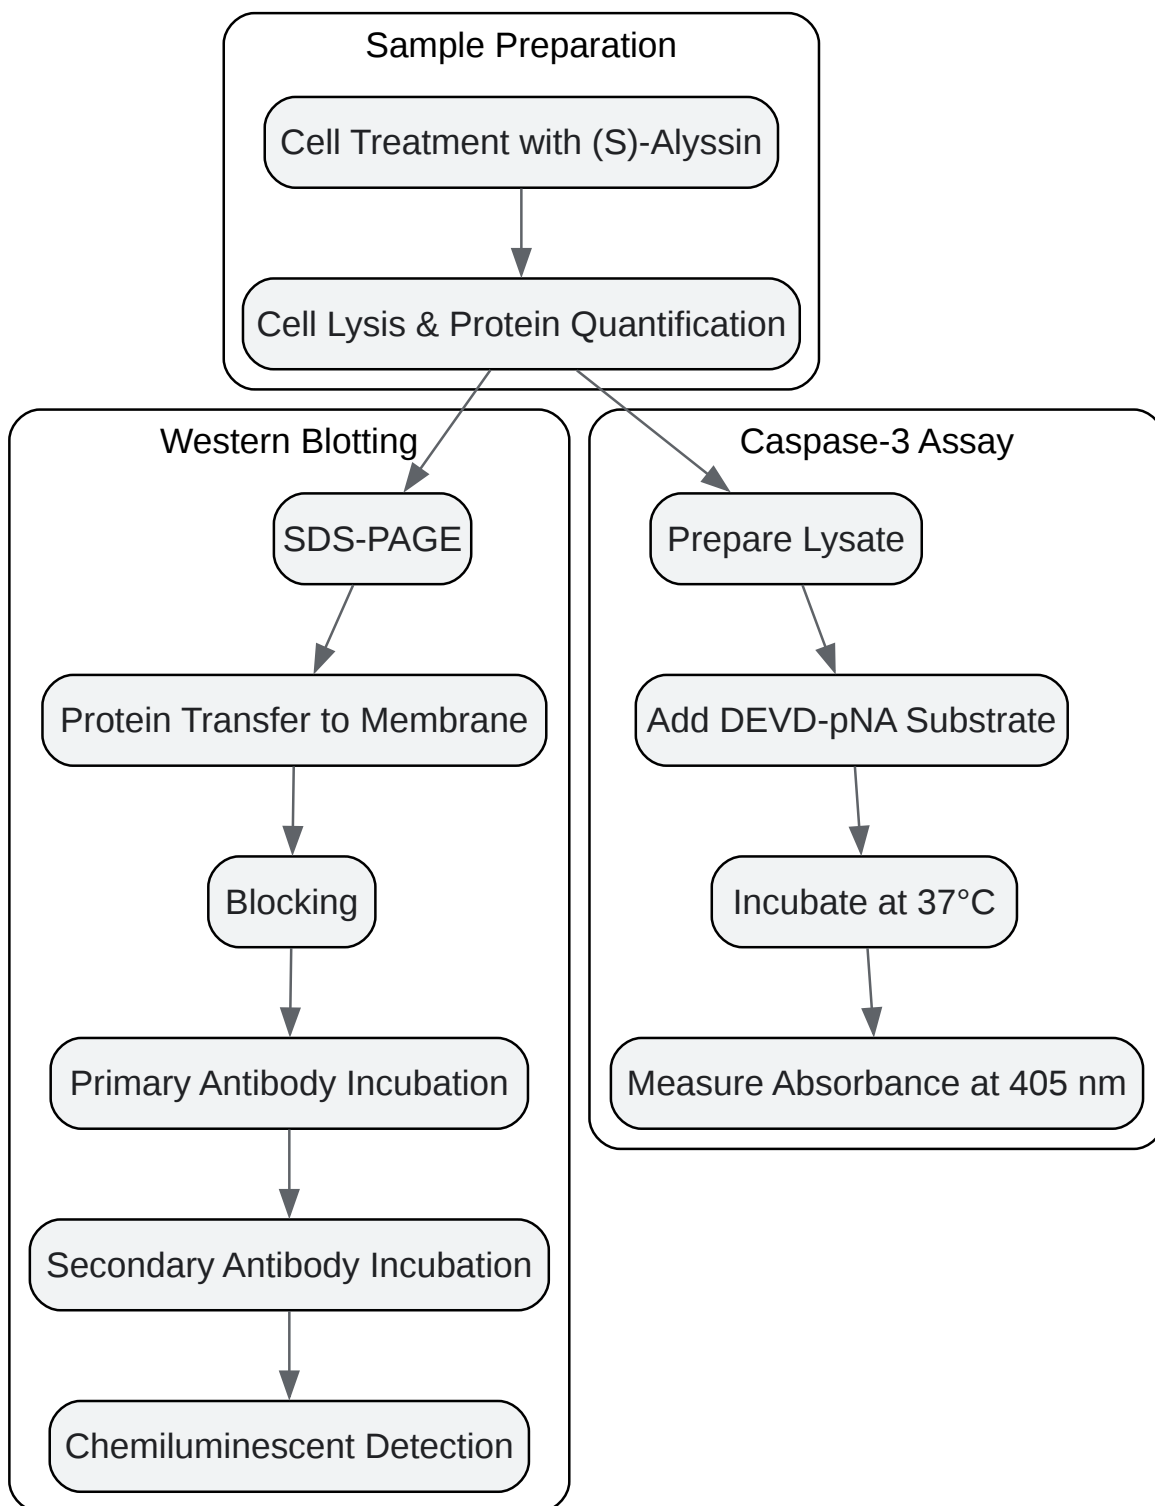 Sample Preparation
Cell Treatment with (S)-Alyssin
Cell Lysis & Protein Quantification
Western Blotting
SDS-PAGE
Protein Transfer to Membrane
Blocking
Primary Antibody Incubation
Secondary Antibody Incubation
Chemiluminescent Detection
Caspase-3 Assay
Prepare Lysate
Add DEVD-pNA Substrate
Incubate at 37°C
Measure Absorbance at 405 nm